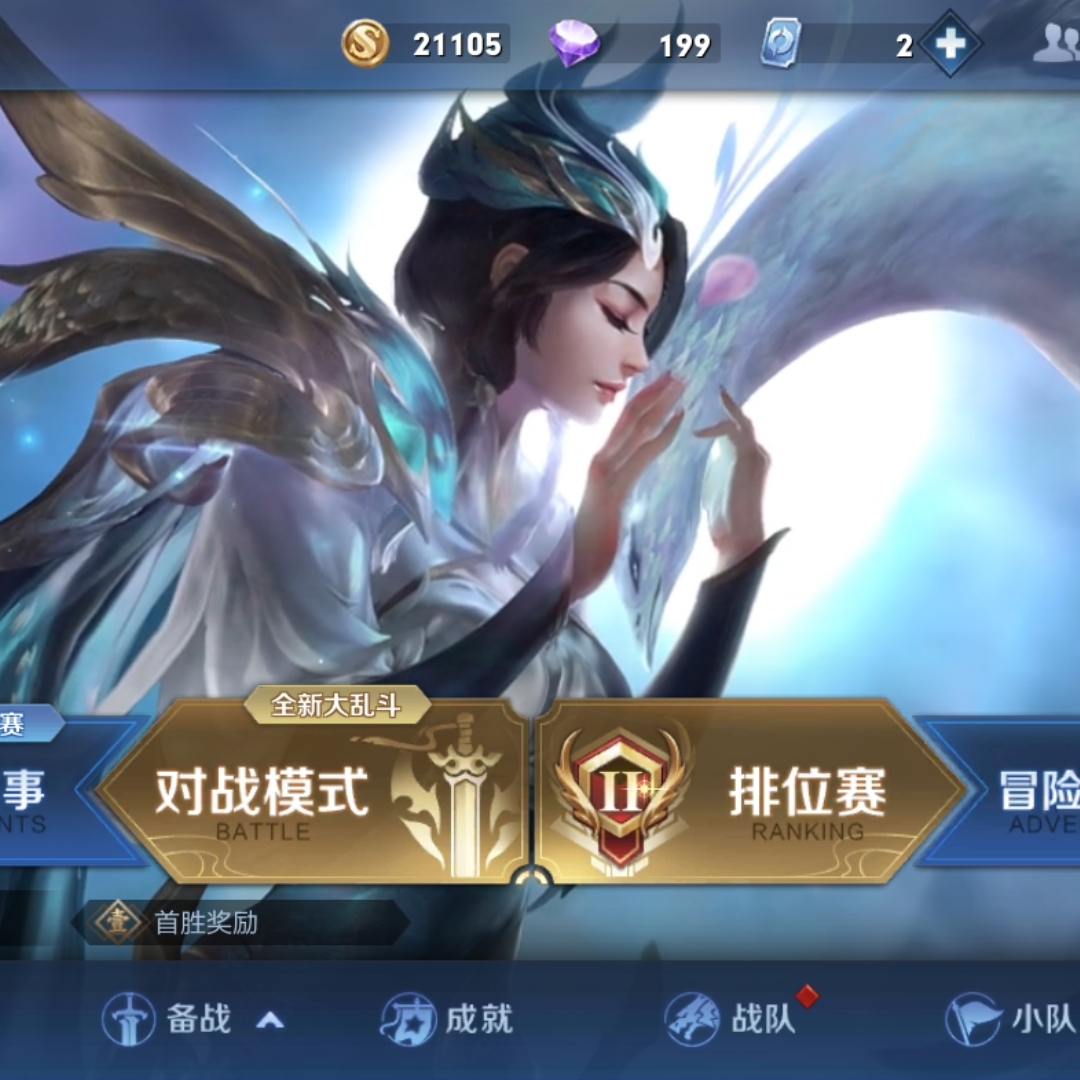 21105
199
2
全新大乱斗
赛
事
NTS
对战模式
BATTLE
II
排位赛
RANKING
冒险
ADVE
壹
首胜奖励
备战
成就
战队
小队